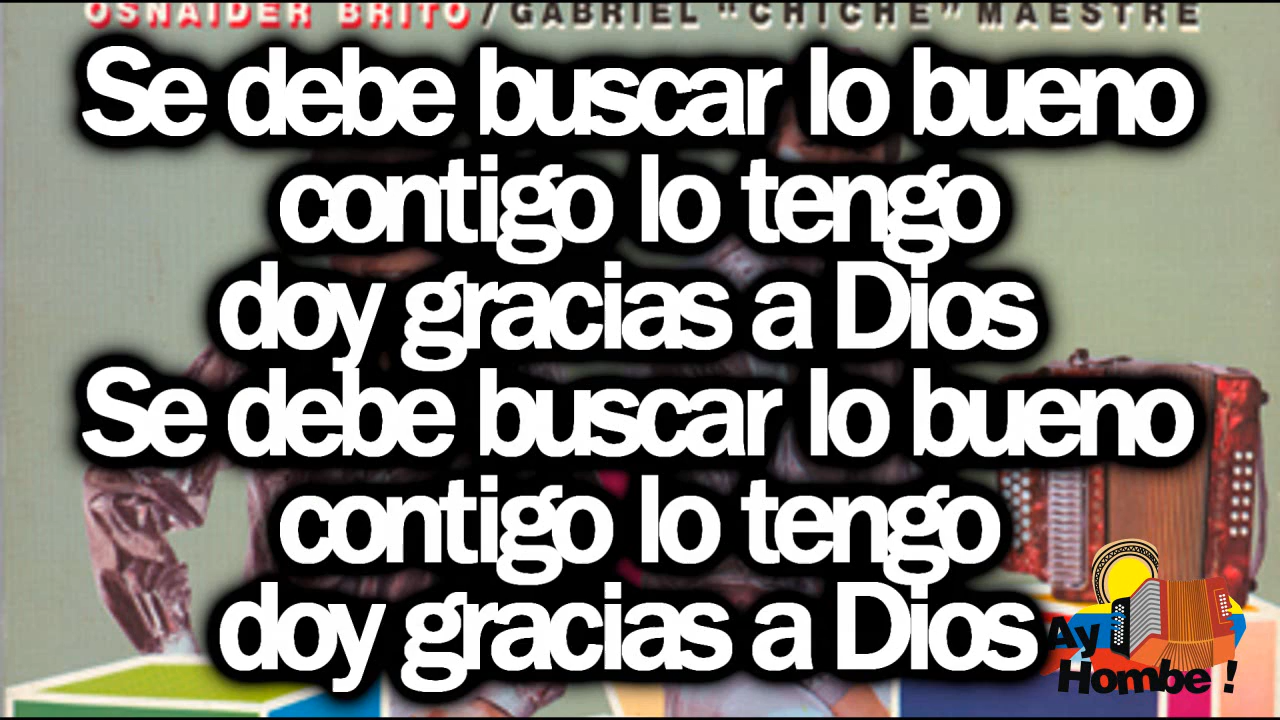 OSNAIDER BRITO / GABRIEL "CHICHE" MAESTRE
Se debe buscar lo bueno
contigo lo tengo
doy gracias a Dios
Se debe buscar lo bueno
contigo lo tengo
doy gracias a Dios
Ay
Hombe !